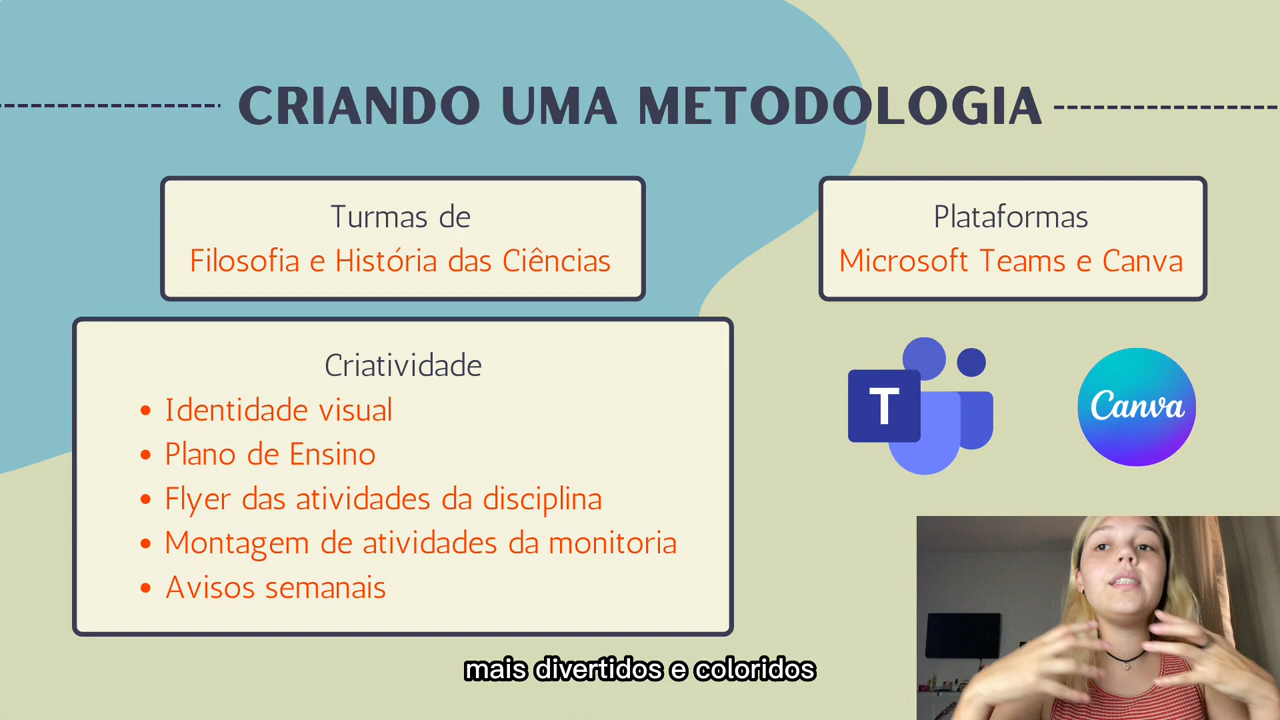 CRIANDO UMA METODOLOGIA
Turmas de
Filosofia e História das Ciências
Plataformas
Microsoft Teams e Canva
Criatividade
• Identidade visual
• Plano de Ensino
• Flyer das atividades da disciplina
• Montagem de atividades da monitoria
• Avisos semanais
T
Canva
mais divertidos e coloridos